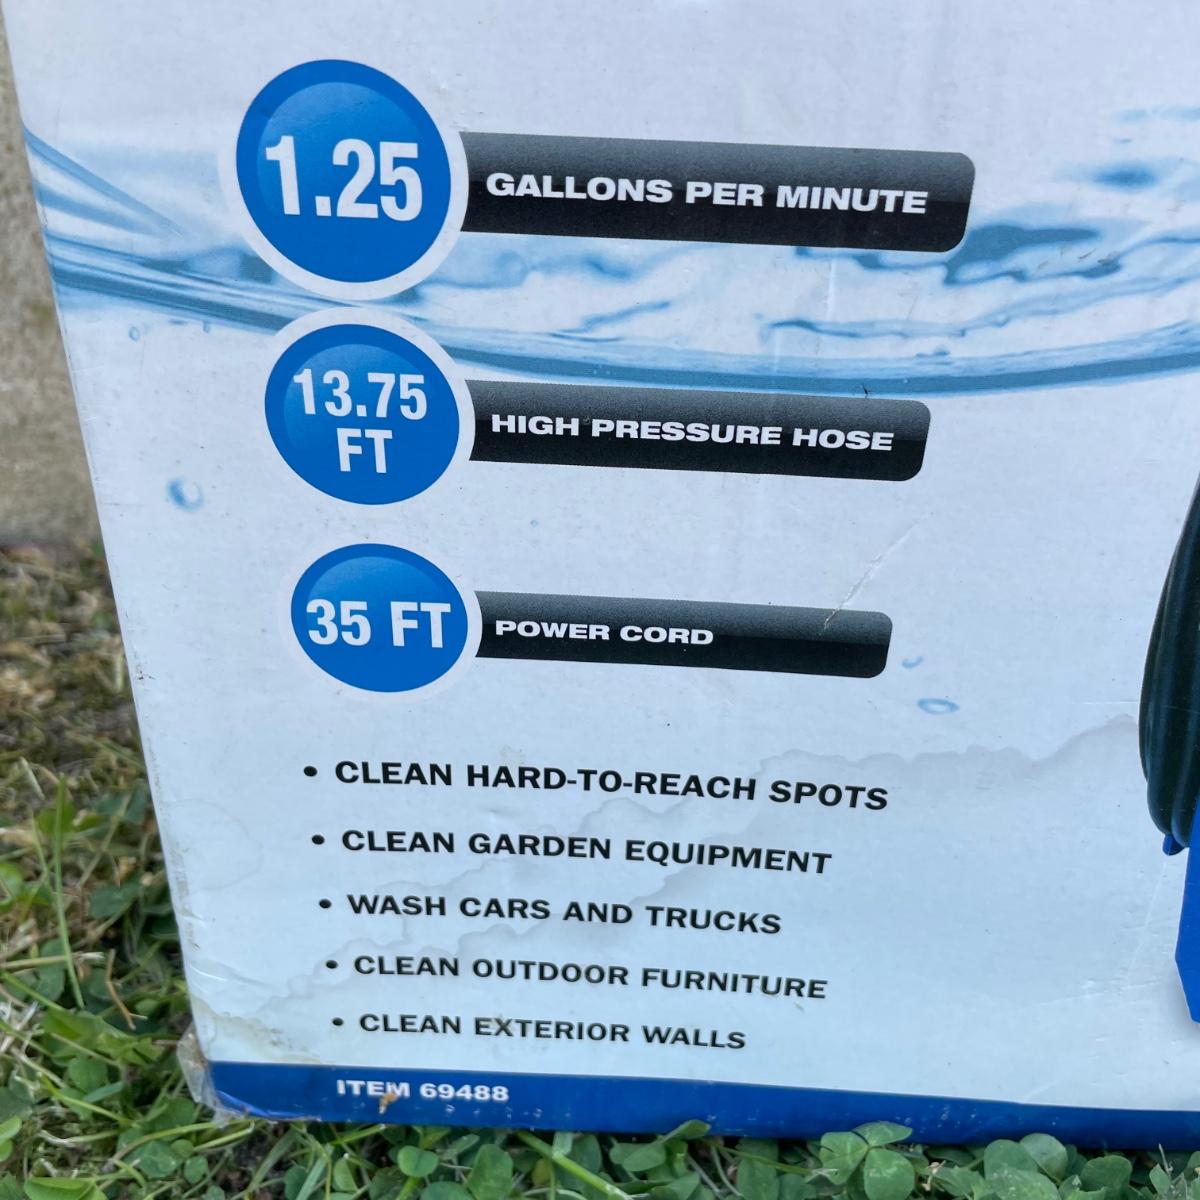 1.25 GALLONS PER MINUTE
13.75
FT
HIGH PRESSURE HOSE
35 FT POWER CORD
• CLEAN HARD-TO-REACH SPOTS
• CLEAN GARDEN EQUIPMENT
• WASH CARS AND TRUCKS
• CLEAN OUTDOOR FURNITURE
• CLEAN EXTERIOR WALLS
ITEM 69488